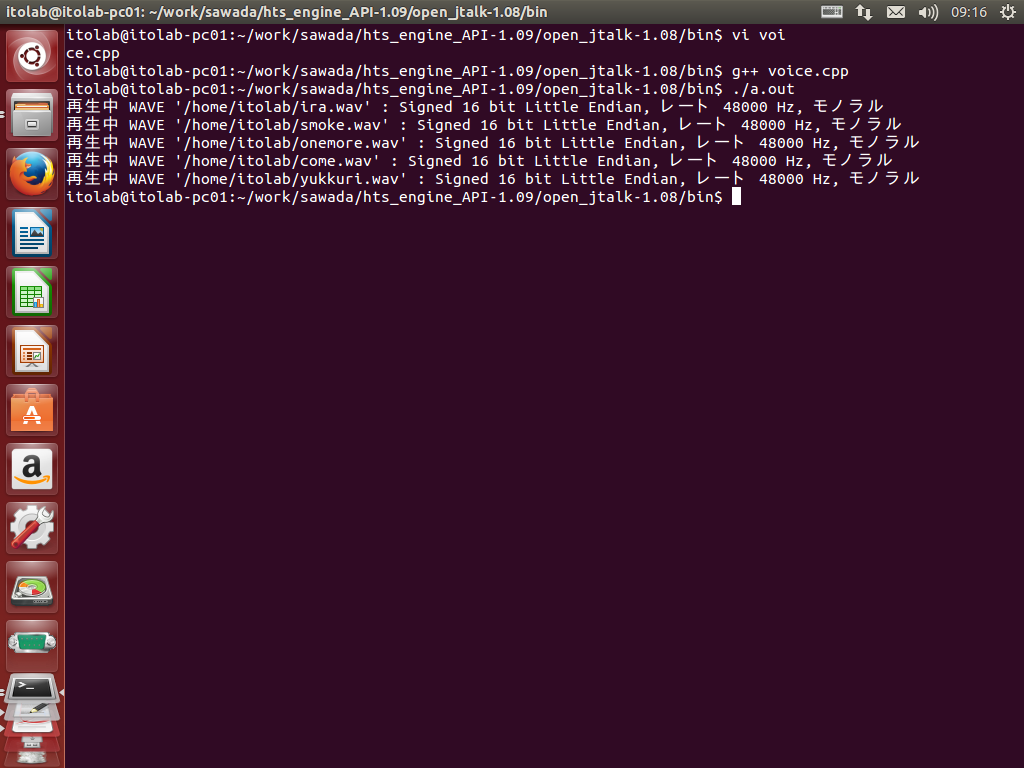 itolab@itolab-pc01: ~/work/sawada/hts_engine_API-1.09/open_jtalk-1.08/bin
09:16
itolab@itolab-pc01:~/work/sawada/hts_engine_API-1.09/open_jtalk-1.08/bin$ vi voi
ce.cpp
itolab@itolab-pc01:~/work/sawada/hts_engine_API-1.09/open_jtalk-1.08/bin$ g++ voice.cpp
itolab@itolab-pc01:~/work/sawada/hts_engine_API-1.09/open_jtalk-1.08/bin$ ./a.out
再生中 WAVE '/home/itolab/ira.wav' : Signed 16 bit Little Endian, レート 48000 Hz, モノラル
再生中 WAVE '/home/itolab/smoke.wav' : Signed 16 bit Little Endian, レート 48000 Hz, モノラル
再生中 WAVE '/home/itolab/onemore.wav' : Signed 16 bit Little Endian, レート 48000 Hz, モノラル
再生中 WAVE '/home/itolab/come.wav' : Signed 16 bit Little Endian, レート 48000 Hz, モノラル
再生中 WAVE '/home/itolab/yukkuri.wav' : Signed 16 bit Little Endian, レート 48000 Hz, モノラル
itolab@itolab-pc01:~/work/sawada/hts_engine_API-1.09/open_jtalk-1.08/bin$